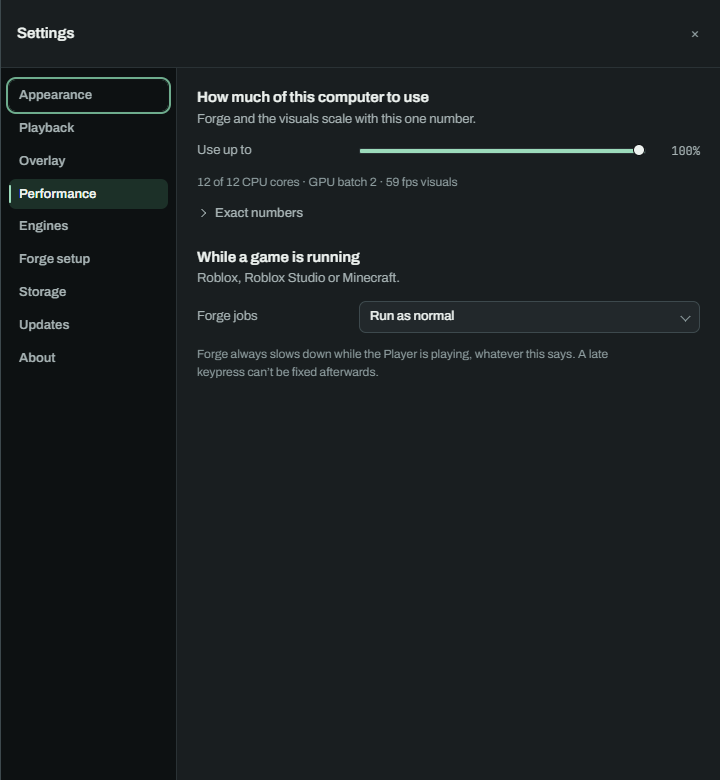 Settings
×
Appearance
Playback
Overlay
Performance
Engines
Forge setup
Storage
Updates
About
How much of this computer to use
Forge and the visuals scale with this one number.
Use up to
100%
12 of 12 CPU cores · GPU batch 2 · 59 fps visuals
Exact numbers
While a game is running
Roblox, Roblox Studio or Minecraft.
Forge jobs
Run as normal
Forge always slows down while the Player is playing, whatever this says. A late
keypress can’t be fixed afterwards.